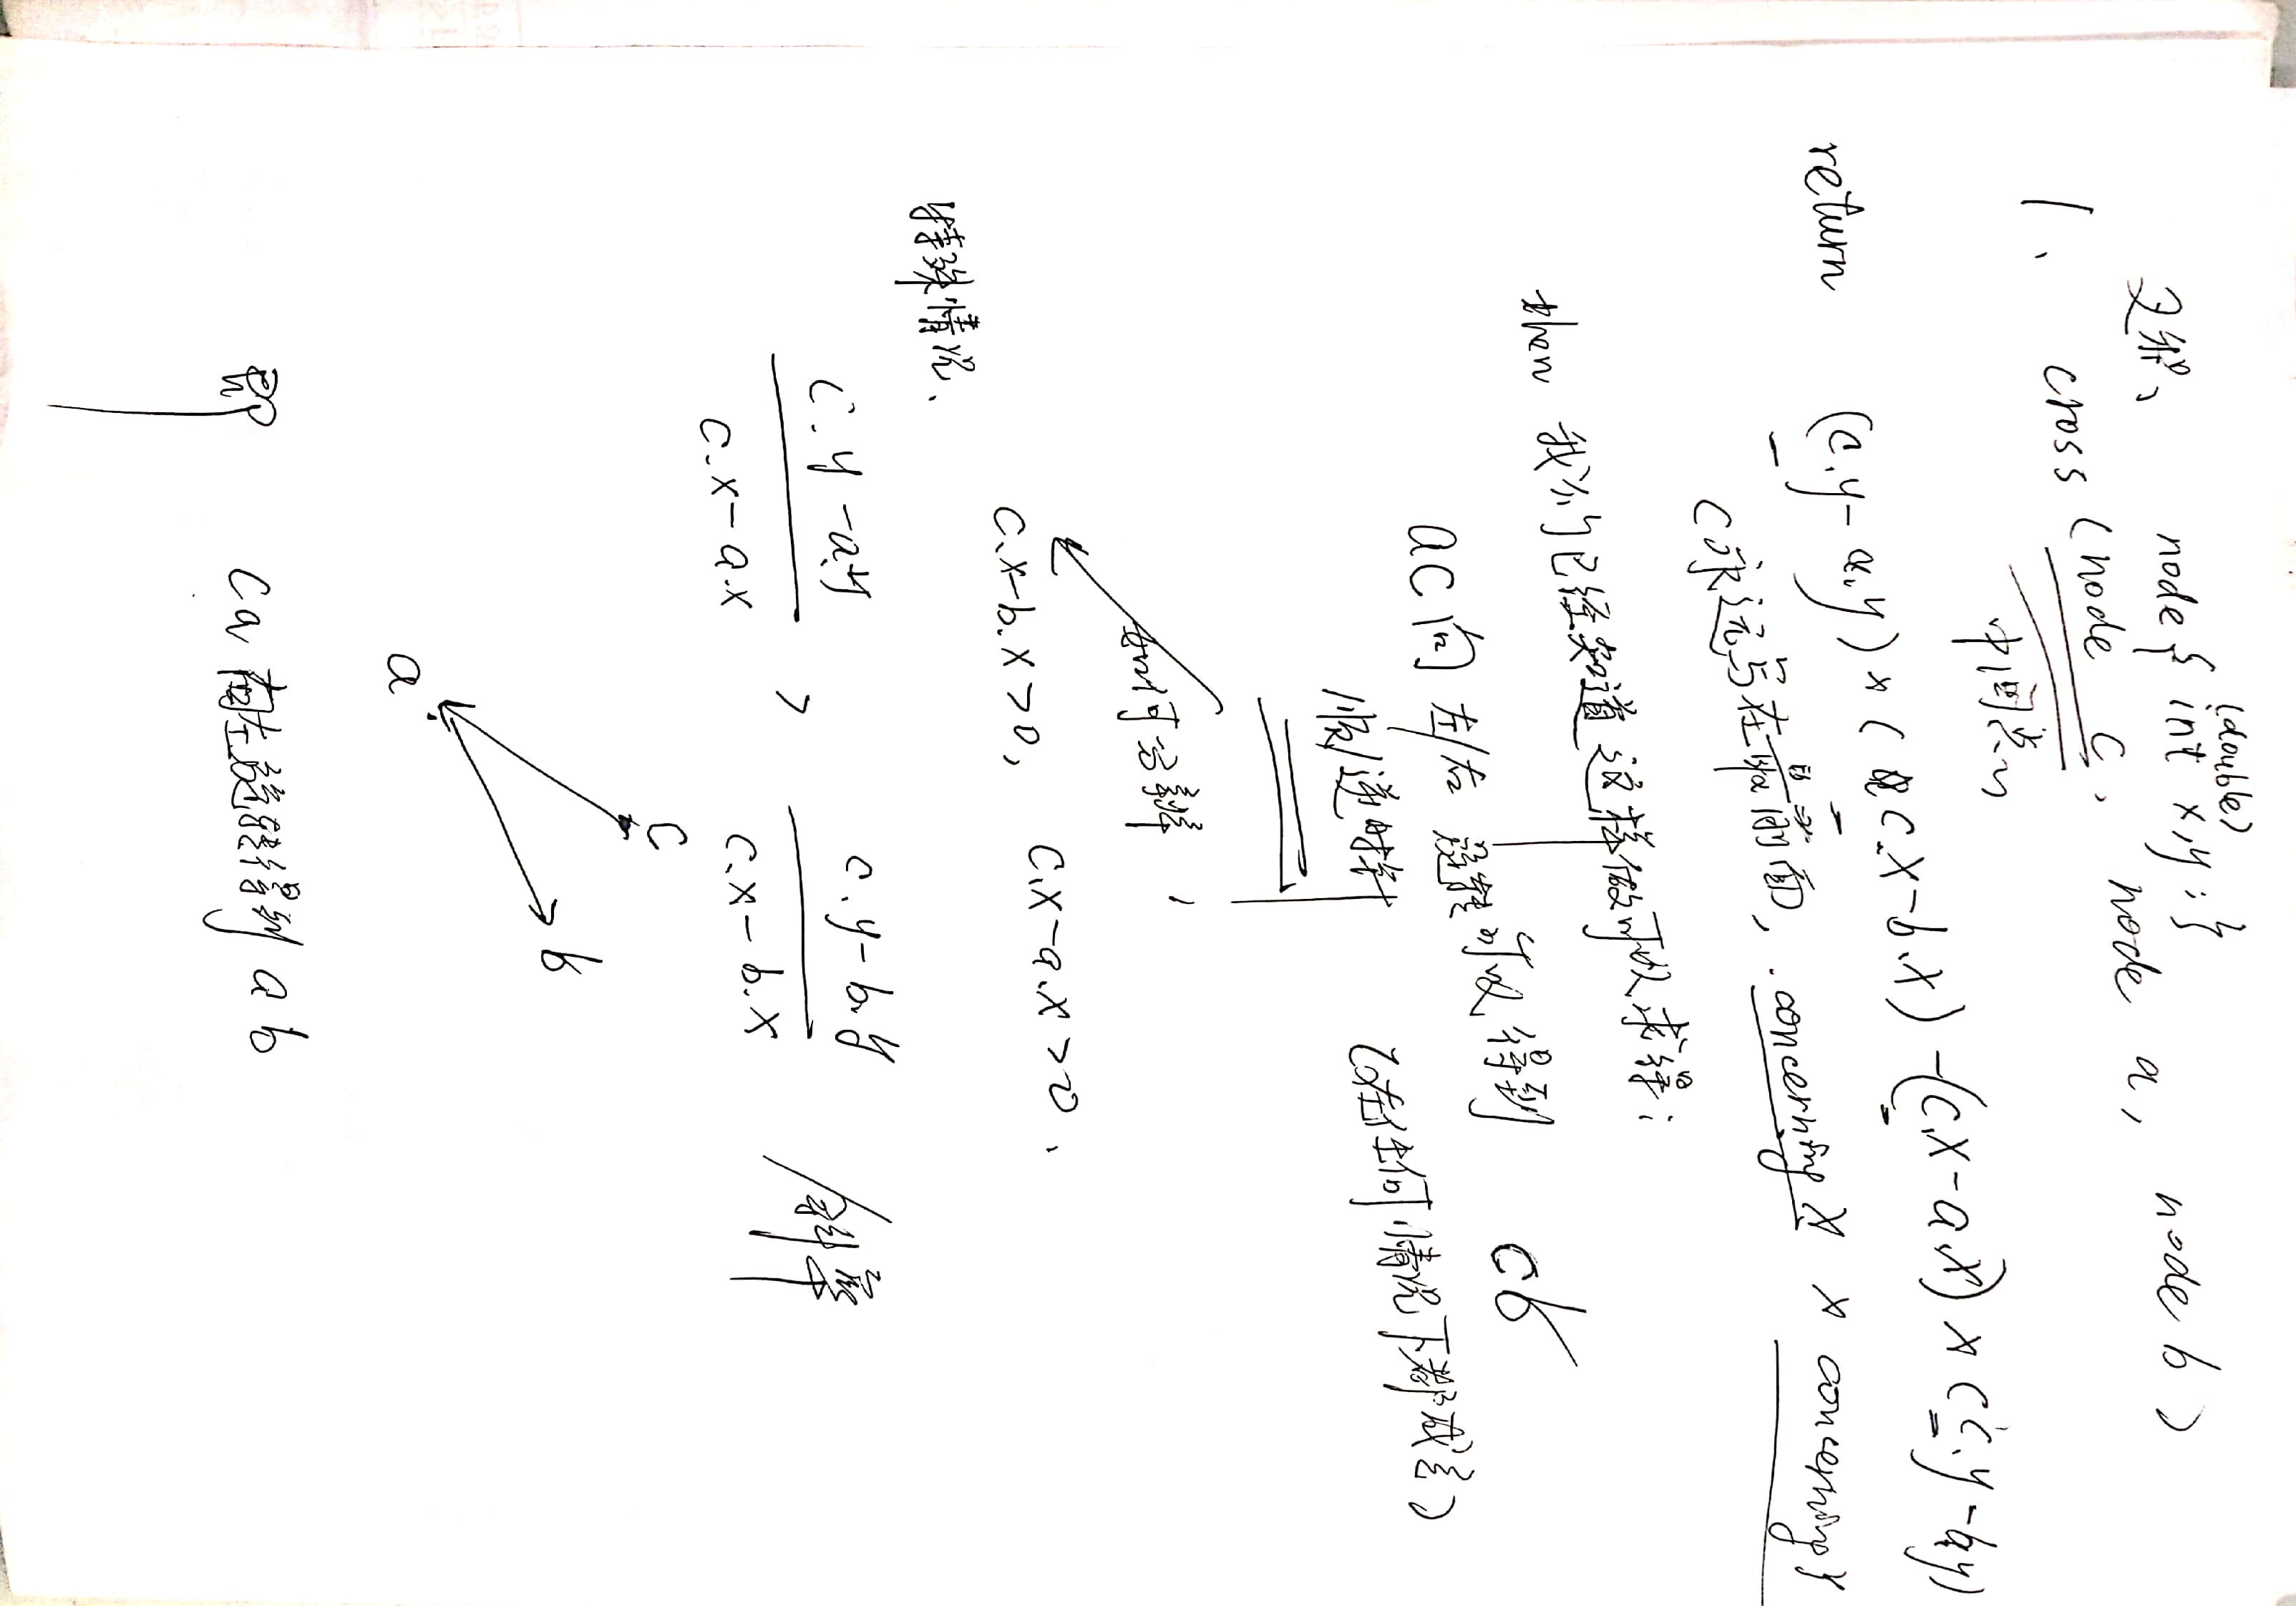 叉积、 node { int x,y; }
(double)
1、 cross (node c, node a, node b)
中间点
return (c.y-a.y)×(c.x-b.x)-(c.x-a.x)×(c.y-b.y)
c永远写在最前面, concerning x × concerning y
then 我们已经知道这样做可以求得:
ac向左/右旋转可以得到 cb
顺/逆时针 (在任何情况下都成立)
如何分辨
c.x-b.x>0, c.x-a.x>0、
特殊情况、
c.y-a.y / c.x-a.x > c.y-b.y / c.x-b.x 斜率
c
b
a
即 ca向左旋转得到ab